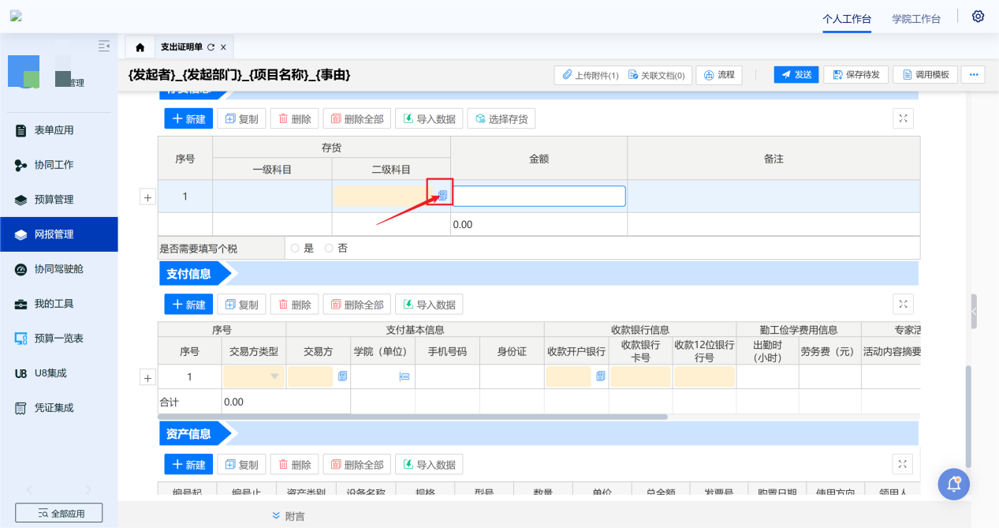 个人工作台
学院工作台
管理
支出证明单
{发起者}_{发起部门}_{项目名称}_{事由}
上传附件(1)
关联文档(0)
流程
发送
保存待发
调用模板
表单应用
协同工作
预算管理
网报管理
协同驾驶舱
我的工具
预算一览表
U8 U8集成
凭证集成
全部应用
存货信息
新建 复制 删除 删除全部 导入数据 选择存货
序号 存货 金额 备注
一级科目 二级科目
1
0.00
是否需要填写个税 是 否
支付信息
新建 复制 删除 删除全部 导入数据
序号 支付基本信息 收款银行信息 勤工俭学费用信息 专家活
序号 交易方类型 交易方 学院（单位） 手机号码 身份证 收款开户银行 收款银行卡号 收款12位银行行号 出勤时(小时) 劳务费（元） 活动内容摘要
1
合计 0.00
资产信息
新建 复制 删除 删除全部 导入数据
编号起 编号止 资产类别 设备名称 规格 型号 数量 单价 总金额 发票号 购置日期 使用方向 领用人
附言